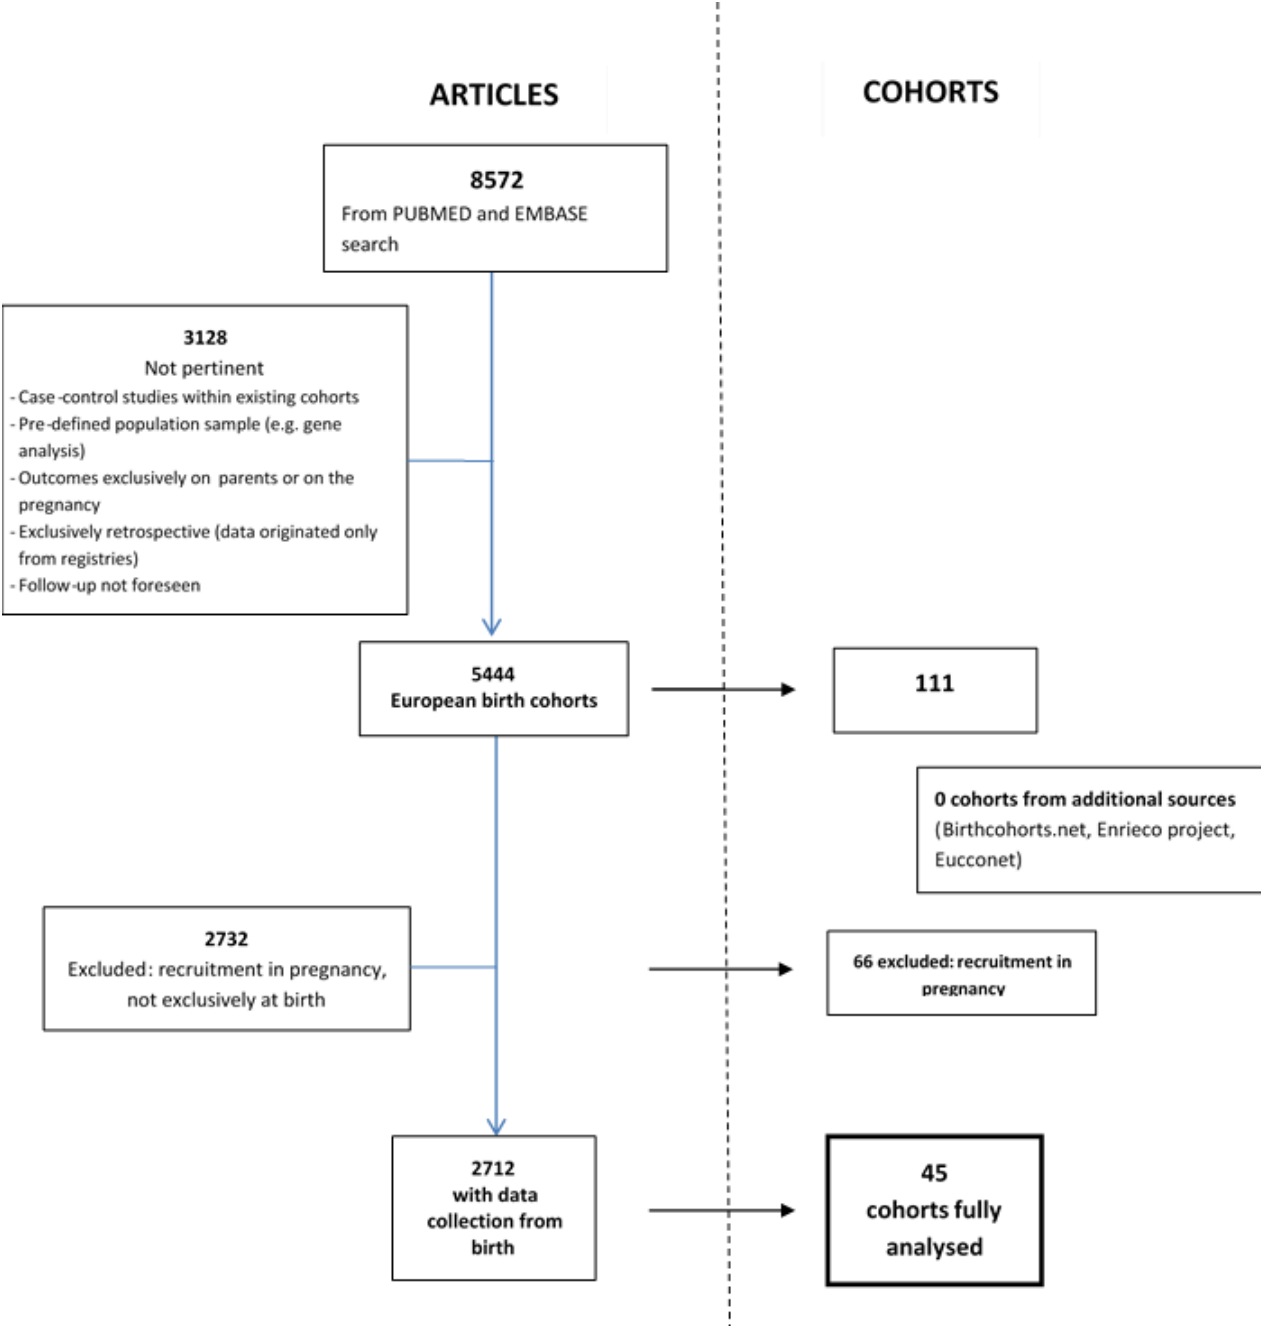 ARTICLES
COHORTS
8572
From PUBMED and EMBASE
search
3128
Not pertinent
- Case-control studies within existing cohorts
- Pre-defined population sample (e.g. gene
analysis)
- Outcomes exclusively on parents or on the
pregnancy
- Exclusively retrospective (data originated only
from registries)
- Follow-up not foreseen
5444
European birth cohorts
111
0 cohorts from additional sources
(Birthcohorts.net, Enrieco project,
Eucconet)
2732
Excluded: recruitment in pregnancy,
not exclusively at birth
66 excluded: recruitment in
pregnancy
2712
with data
collection from
birth
45
cohorts fully
analysed